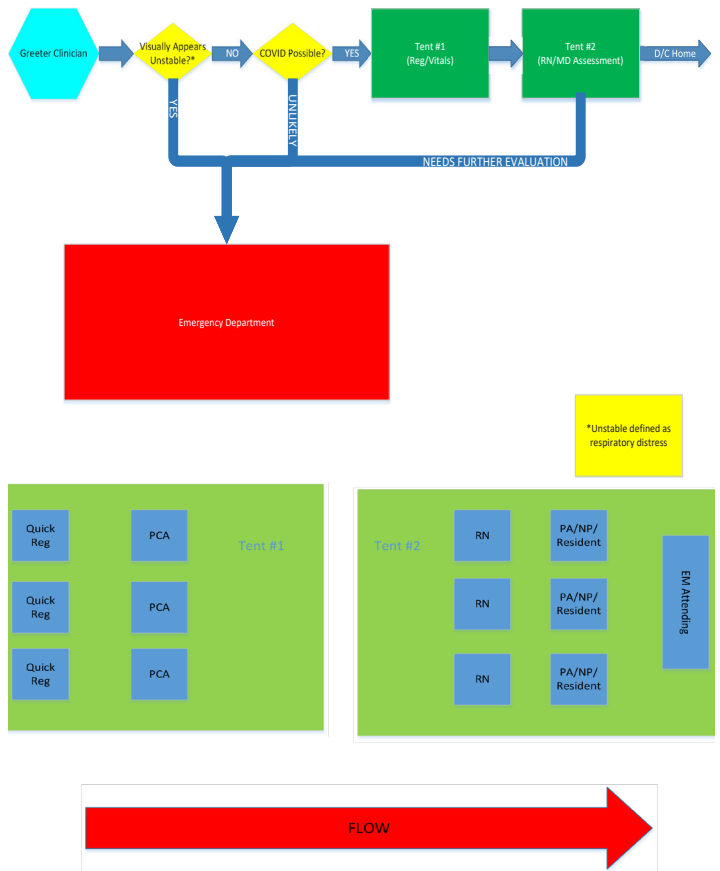 Greeter Clinician
Visually Appears
Unstable?*
NO
COVID Possible?
YES
Tent #1
(Reg/Vitals)
Tent #2
(RN/MD Assessment)
D/C Home
YES
UNLIKELY
NEEDS FURTHER EVALUATION
Emergency Department
*Unstable defined as
respiratory distress
Quick
Reg
PCA
Tent #1
Quick
Reg
PCA
Quick
Reg
PCA
Tent #2
RN
PA/NP/
Resident
RN
PA/NP/
Resident
RN
PA/NP/
Resident
EM Attending
FLOW